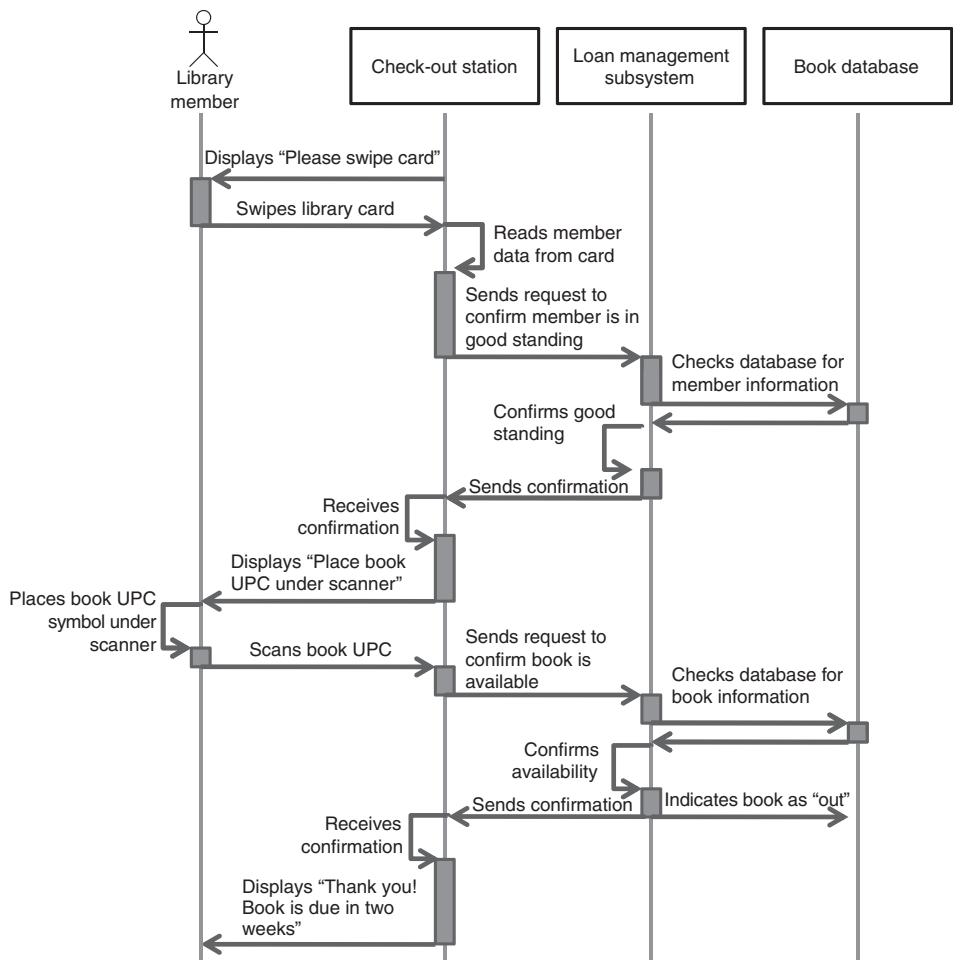 Library
member
Check-out station
Loan management
subsystem
Book database
Displays “Please swipe card”
Swipes library card
Reads member
data from card
Sends request to
confirm member is in
good standing
Checks database for
member information
Confirms good
standing
Sends confirmation
Receives
confirmation
Displays “Place book
UPC under scanner”
Places book UPC
symbol under
scanner
Scans book UPC
Sends request to
confirm book is
available
Checks database for
book information
Confirms
availability
Sends confirmation
Indicates book as “out”
Receives
confirmation
Displays “Thank you!
Book is due in two
weeks”